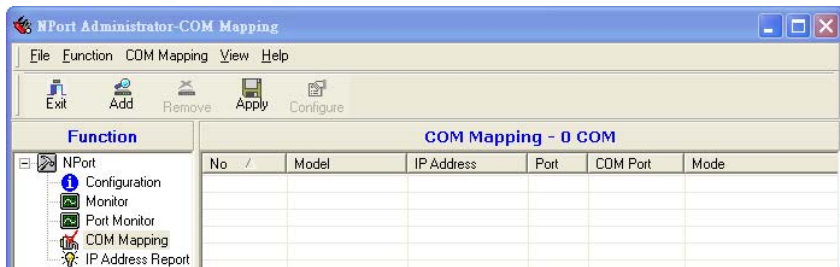 NPort Administrator-COM Mapping
File Function COM Mapping View Help
Exit Add Remove Apply Configure
Function
COM Mapping - 0 COM
No Model IP Address Port COM Port Mode
NPort
Configuration
Monitor
Port Monitor
COM Mapping
IP Address Report